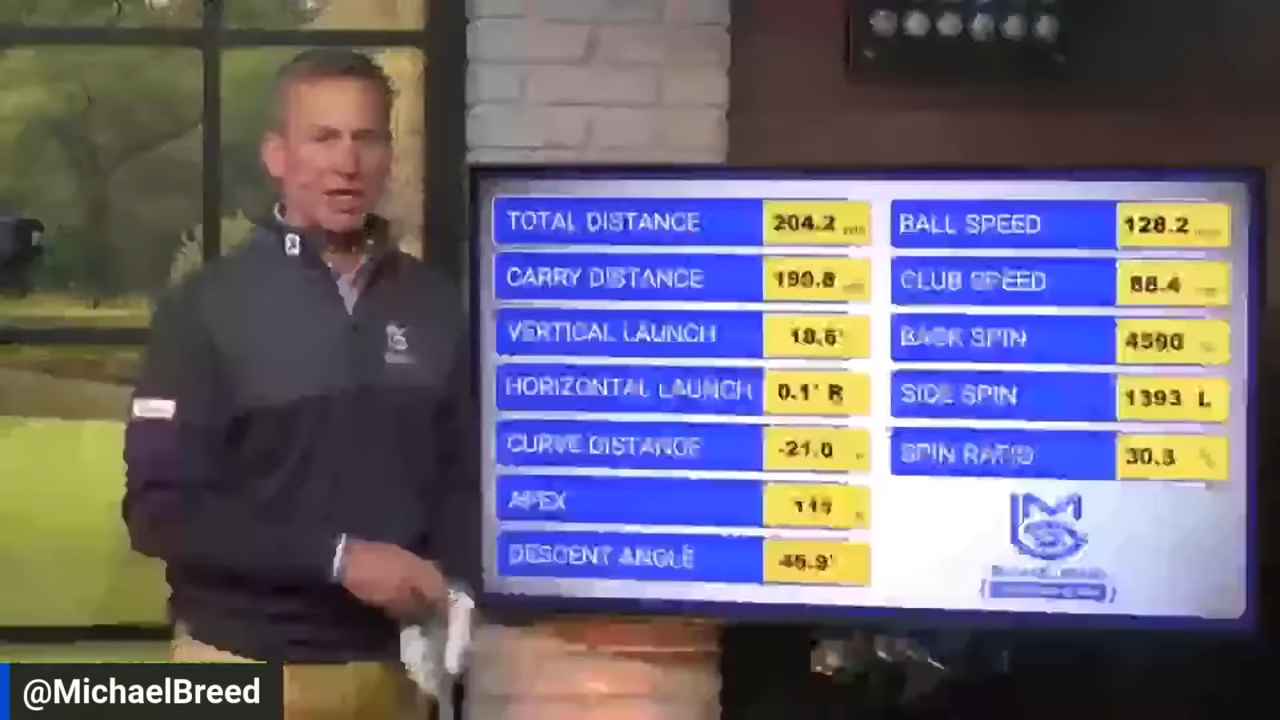 TOTAL DISTANCE 204.2
CARRY DISTANCE 190.8
VERTICAL LAUNCH 18.6°
HORIZONTAL LAUNCH 0.1° R
CURVE DISTANCE -21.0
APEX
DESCENT ANGLE 45.9°
BALL SPEED 128.2
CLUB SPEED 88.4
BACK SPIN 4590
SIDE SPIN 1393 L
SPIN RATIO 30.3
@MichaelBreed